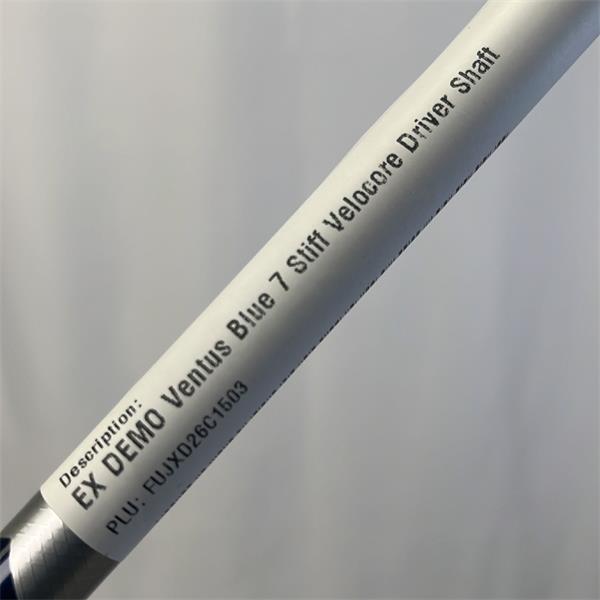 Description:
EX DEMO Ventus Blue 7 Stiff Velocore Driver Shaft
PLU: FUJXD26C1503